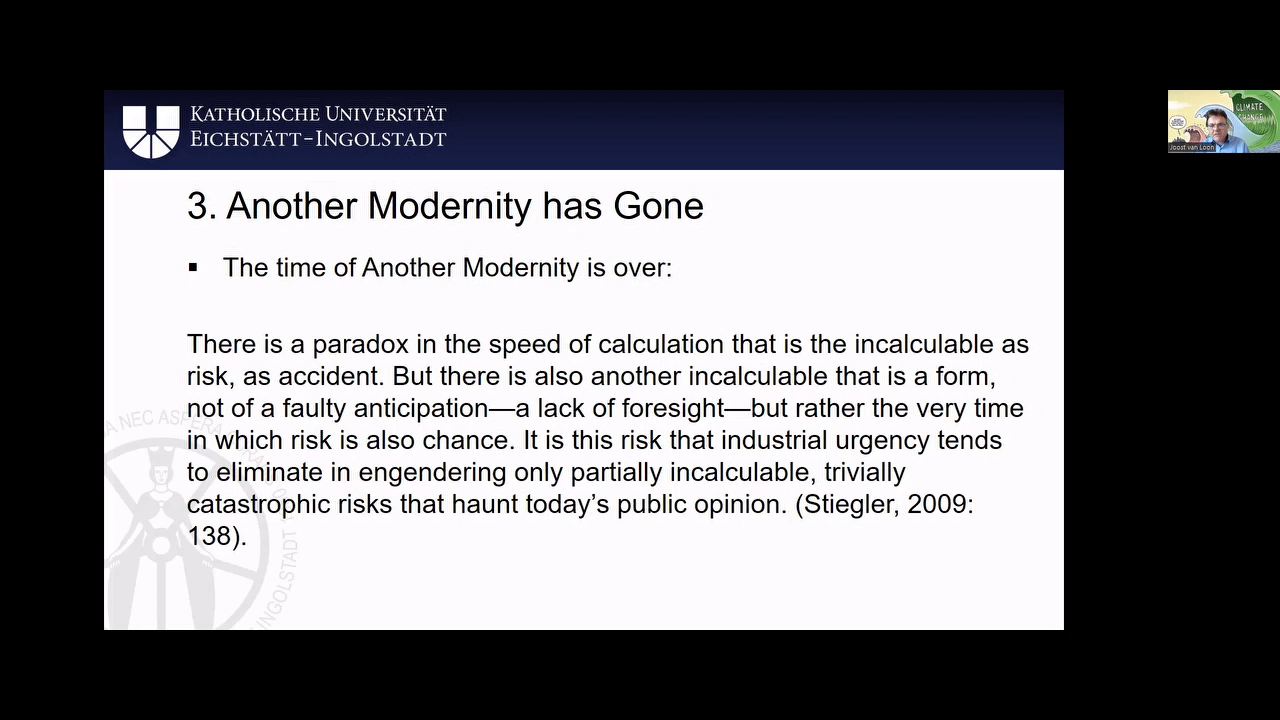 KATHOLISCHE UNIVERSITÄT
EICHSTÄTT-INGOLSTADT
CLIMATE
CHANGE
Joost van Loon
3. Another Modernity has Gone
▪ The time of Another Modernity is over:
There is a paradox in the speed of calculation that is the incalculable as
risk, as accident. But there is also another incalculable that is a form,
not of a faulty anticipation—a lack of foresight—but rather the very time
in which risk is also chance. It is this risk that industrial urgency tends
to eliminate in engendering only partially incalculable, trivially
catastrophic risks that haunt today’s public opinion. (Stiegler, 2009:
138).
NEC ASPERA
INGOLSTADT